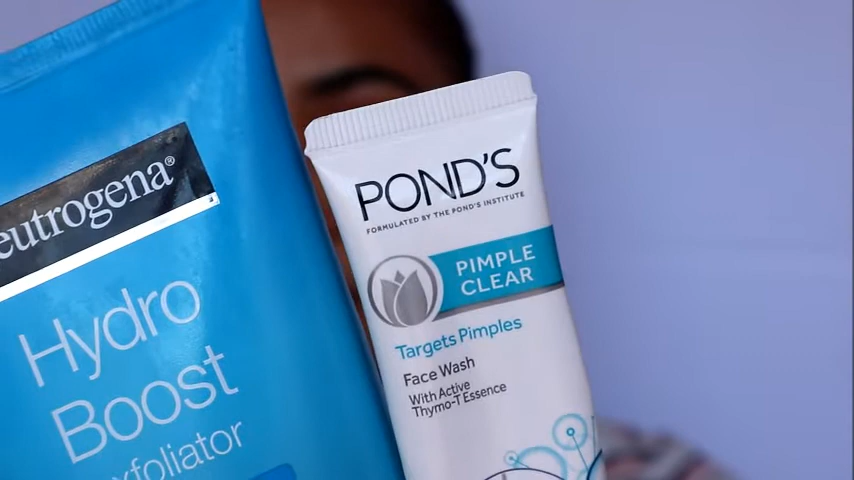 eutrogena®
Hydro
Boost
xfoliator
POND'S
FORMULATED BY THE POND'S INSTITUTE
PIMPLE
CLEAR
Targets Pimples
Face Wash
With Active
Thymo-T Essence